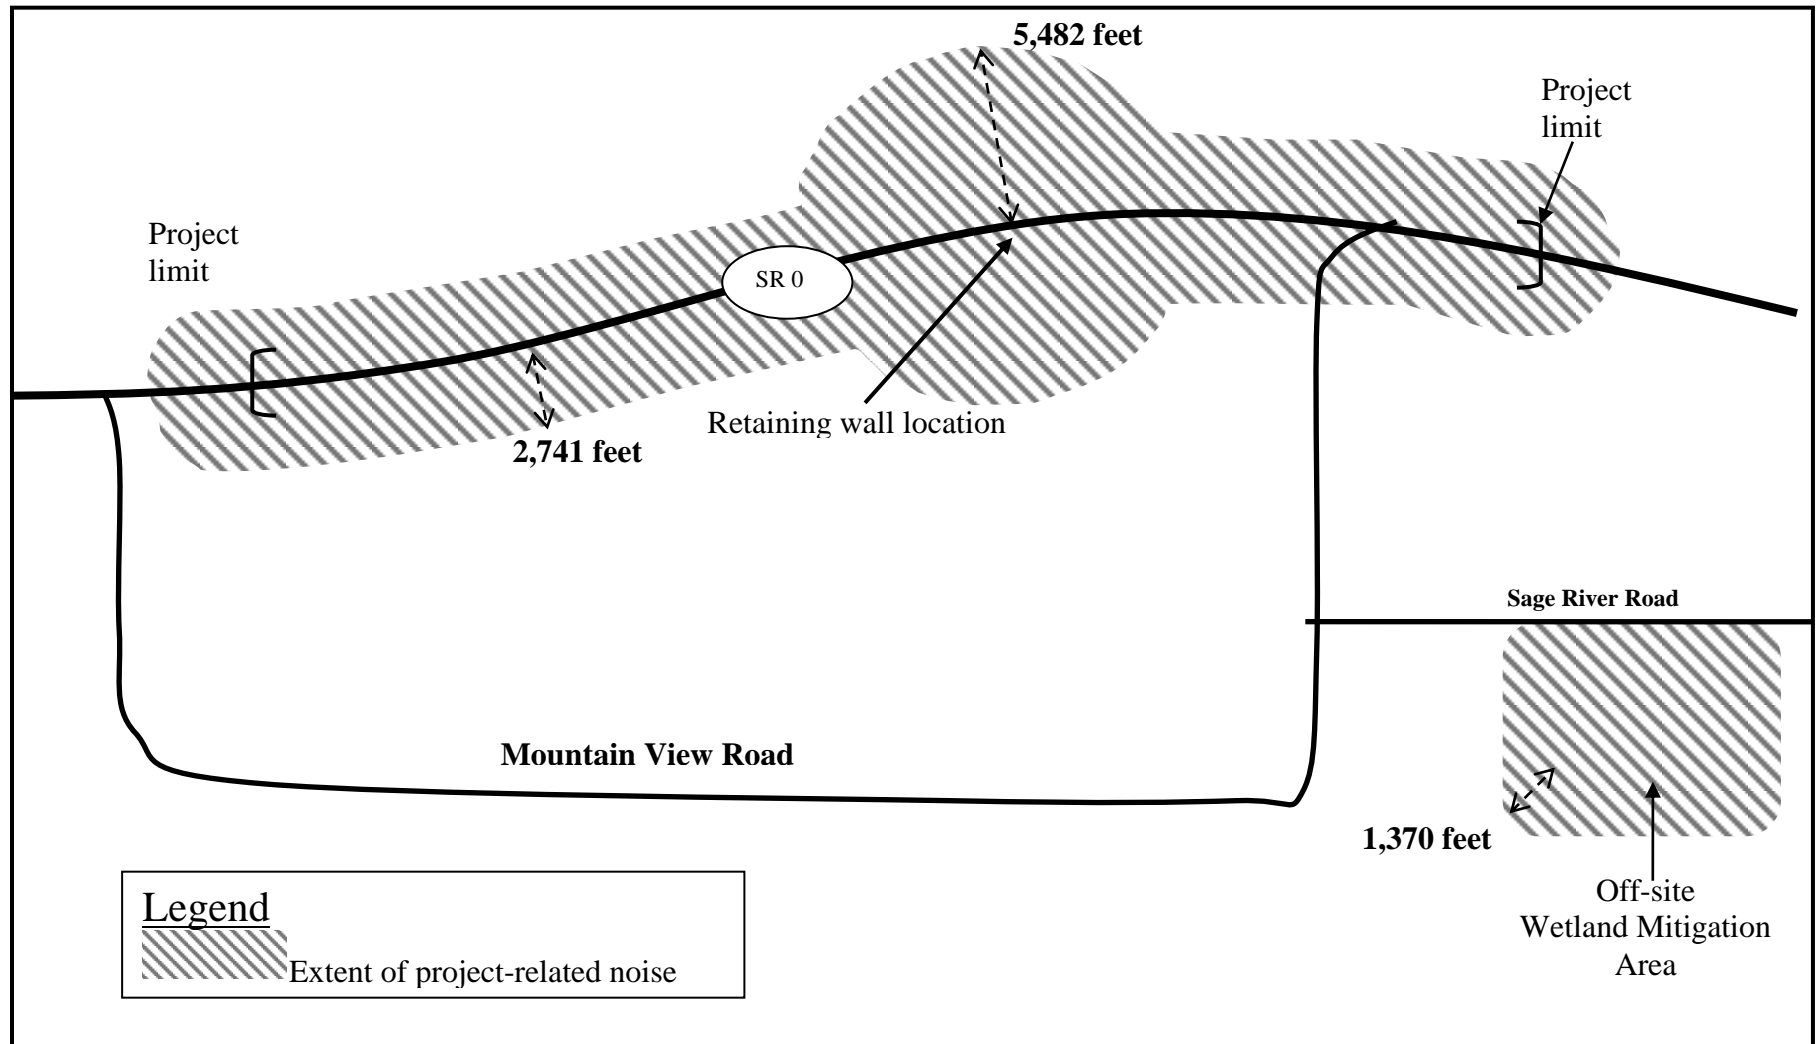 5,482 feet
Project
limit
Project
limit
SR 0
Retaining wall location
2,741 feet
Sage River Road
Mountain View Road
1,370 feet
Off-site
Wetland Mitigation
Area
Legend
Extent of project-related noise